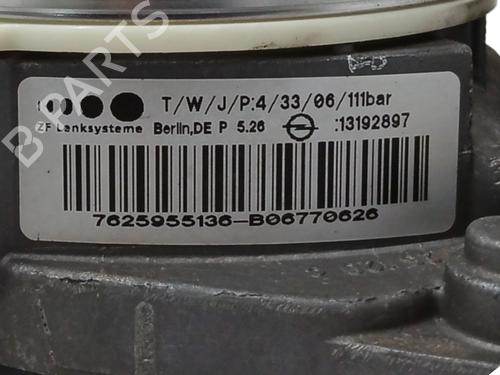 T/W/J/P:4/33/06/111bar
ZF Lenksysteme Berlin,DE P 5.26 :13192897
7625955136-B06770626
B PARTS